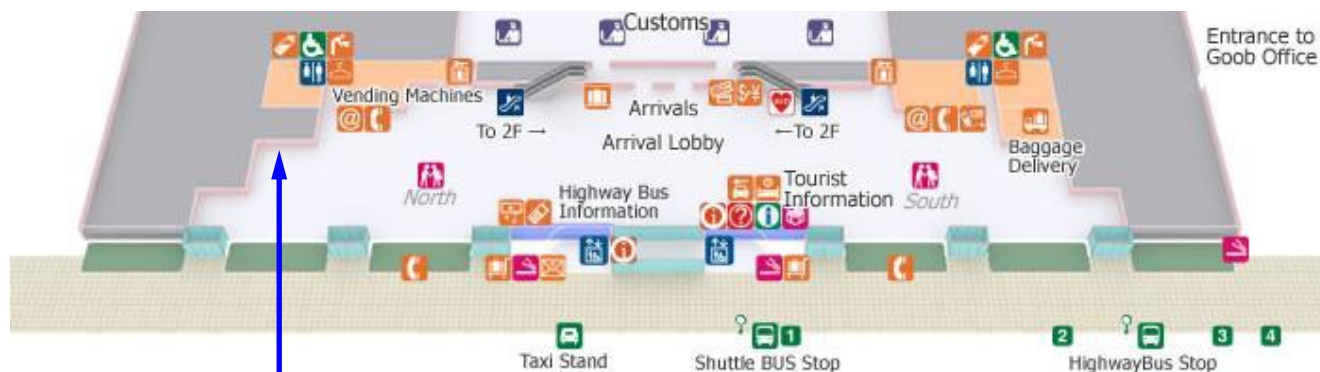 Customs
Entrance to
Goob Office
Vending Machines
Arrivals
$¥
AED
@
@
To 2F →
←To 2F
Arrival Lobby
Baggage
Delivery
North
Highway Bus
Information
Tourist
Information
South
i
?
i
i
1
2
3
4
Taxi Stand
Shuttle BUS Stop
HighwayBus Stop